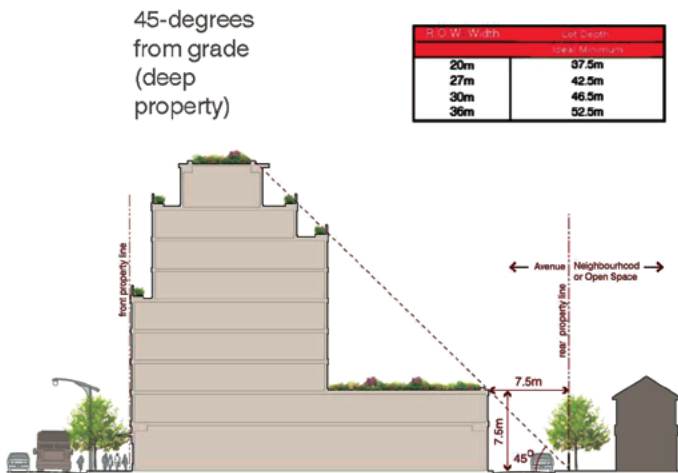 45-degrees
from grade
(deep
property)
R.O.W. Width Lot Depth
Ideal Minimum
20m 37.5m
27m 42.5m
30m 46.5m
36m 52.5m
front property line
Avenue Neighbourhood
or Open Space
rear property line
7.5m
7.5m
45°